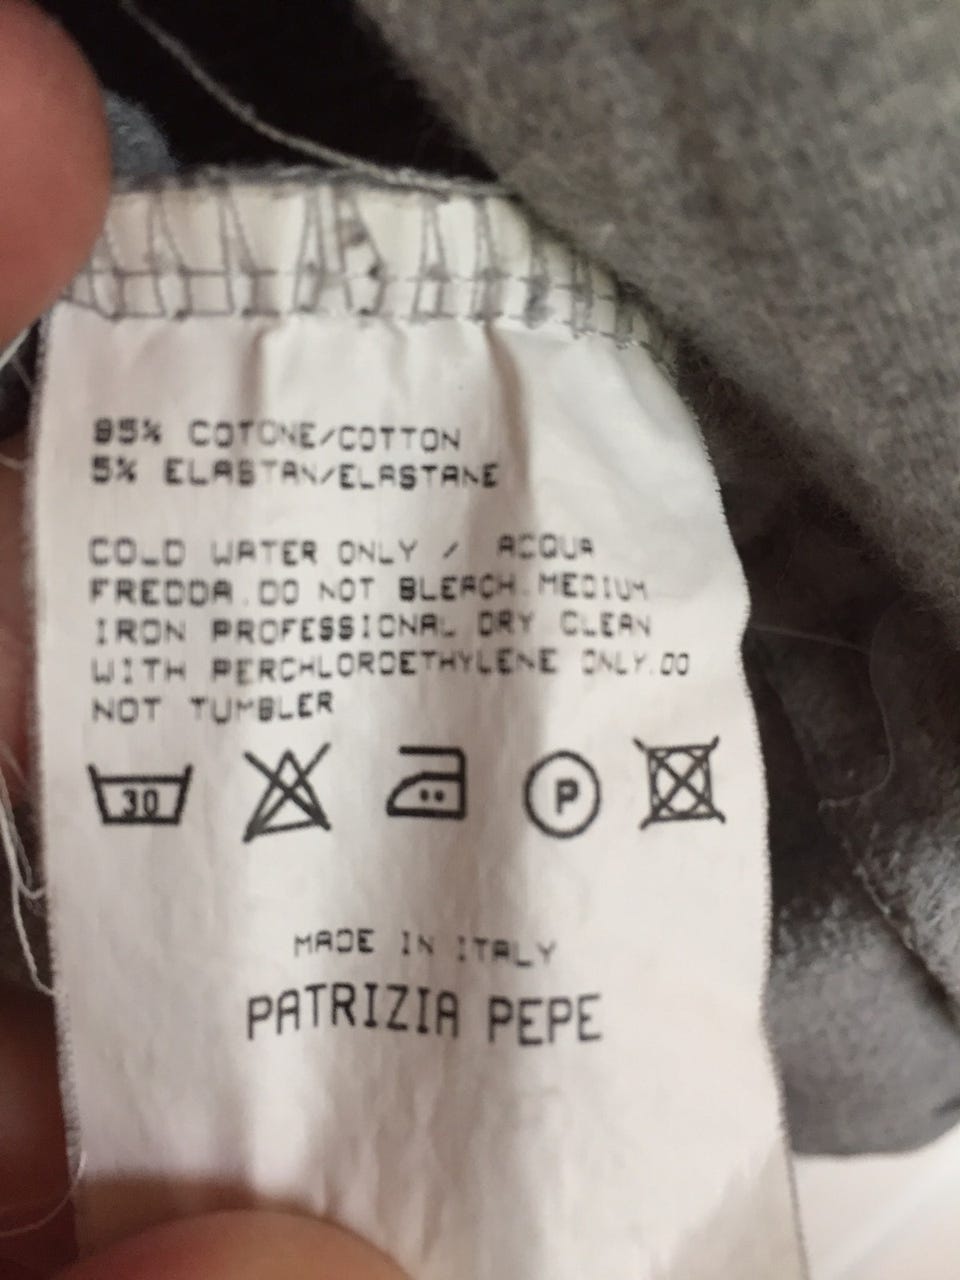 95% COTONE/COTTON
5% ELASTAN/ELASTANE
COLD WATER ONLY / ACQUA
FREDDA.DO NOT BLEACH.MEDIUM
IRON PROFESSIONAL DRY CLEAN
WITH PERCHLOROETHYLENE ONLY.DO
NOT TUMBLER
30 P
MADE IN ITALY
PATRIZIA PEPE